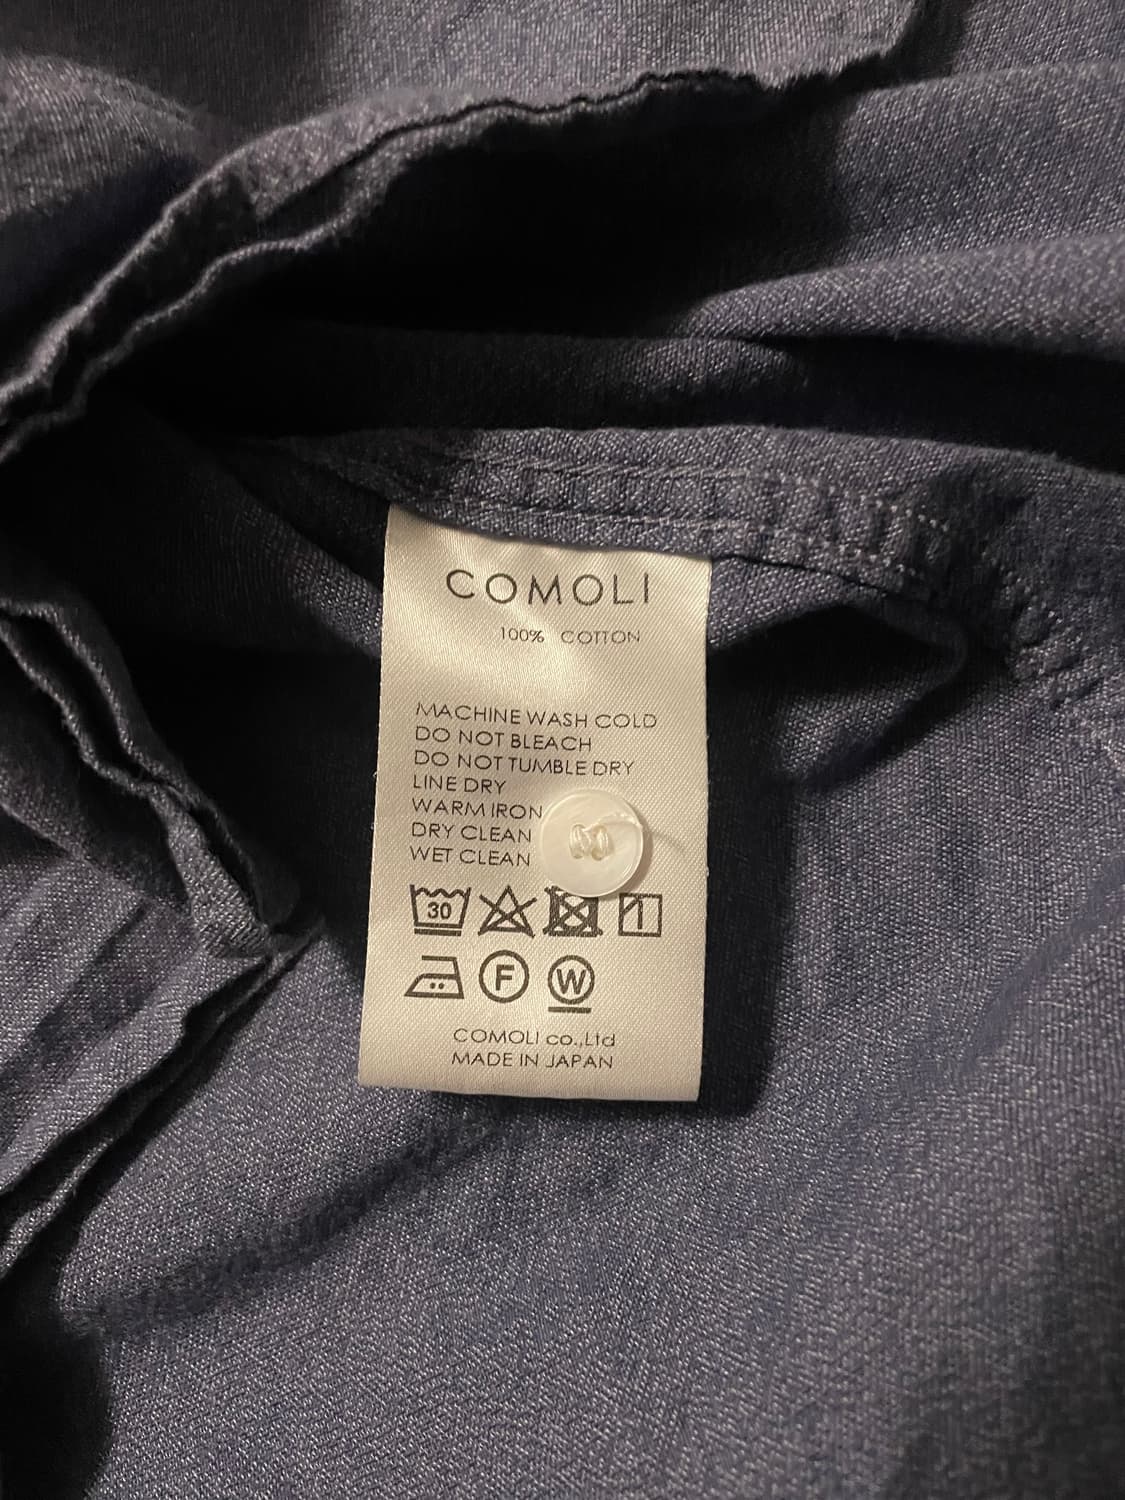 COMOLI
100% COTTON
MACHINE WASH COLD
DO NOT BLEACH
DO NOT TUMBLE DRY
LINE DRY
WARM IRON
DRY CLEAN
WET CLEAN
30
F W
COMOLI co.,Ltd
MADE IN JAPAN